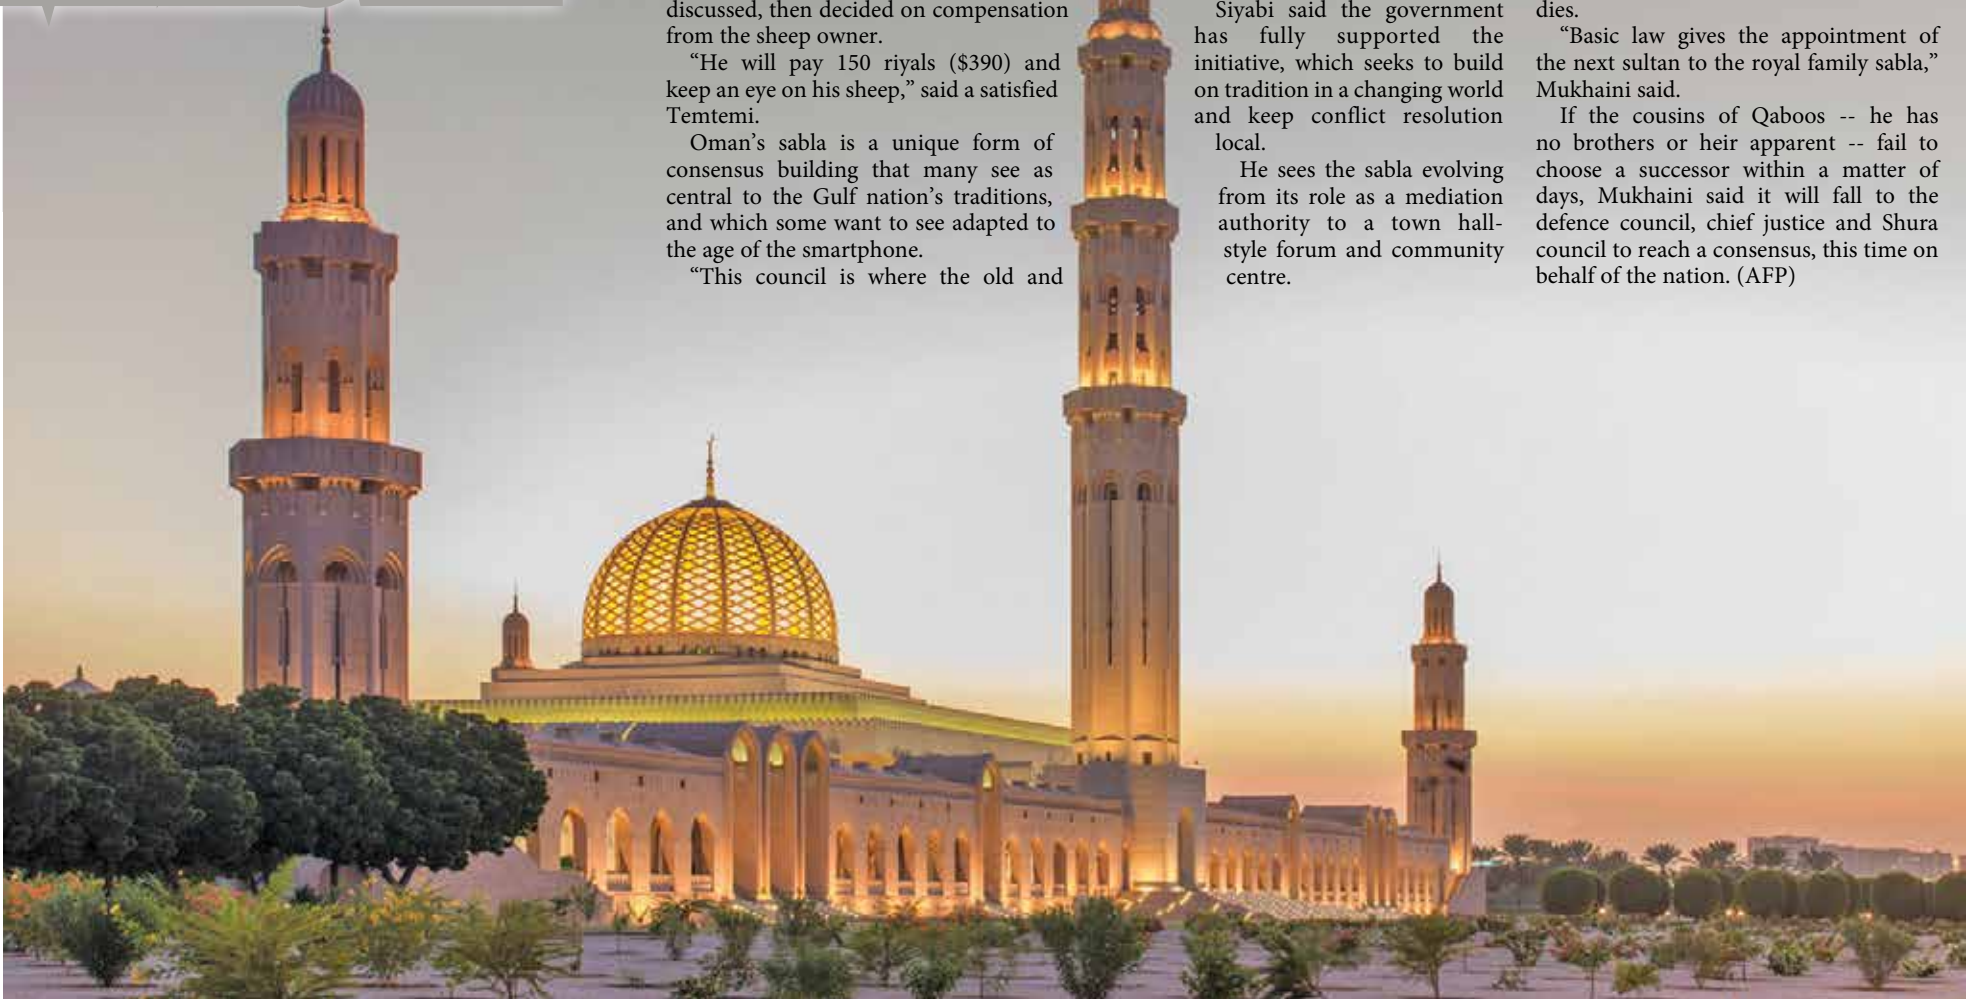 discussed, then decided on compensation
from the sheep owner.
“He will pay 150 riyals ($390) and
keep an eye on his sheep,” said a satisfied
Temtemi.
Oman’s sabla is a unique form of
consensus building that many see as
central to the Gulf nation’s traditions,
and which some want to see adapted to
the age of the smartphone.
“This council is where the old and
Siyabi said the government
has fully supported the
initiative, which seeks to build
on tradition in a changing world
and keep conflict resolution
local.
He sees the sabla evolving
from its role as a mediation
authority to a town hall-
style forum and community
centre.
dies.
“Basic law gives the appointment of
the next sultan to the royal family sabla,”
Mukhaini said.
If the cousins of Qaboos -- he has
no brothers or heir apparent -- fail to
choose a successor within a matter of
days, Mukhaini said it will fall to the
defence council, chief justice and Shura
council to reach a consensus, this time on
behalf of the nation. (AFP)